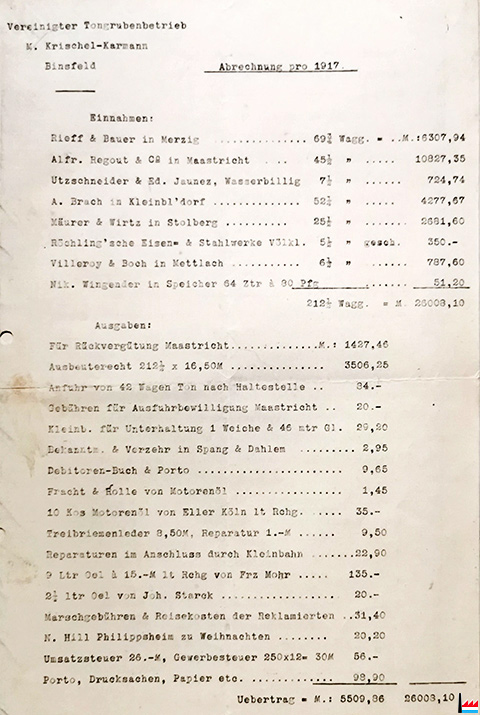 Vereinigter Tongrubenbetrieb
M. Krischel-Karmann
Binsfeld
Abrechnung pro 1917.
Einnahmen:
Rieff & Bauer in Merzig .............. 69½ Wagg. = ..M.:6307,94
Alfr. Regout & Cº in Maastricht .... 45½ " ..... 10827,35
Utzschneider & Ed. Jaunez, Wasserbillig 7½ " ...... 724,74
A. Brach in Kleinbl'dorf ........... 52½ " ..... 4277,67
Mäurer & Wirtz in Stolberg ......... 25½ " ..... 2681,60
Röchling'sche Eisen= & Stahlwerke Völkl. 5½ " gesch. 350.-
Villeroy & Boch in Mettlach ........... 6½ " ...... 787,60
Nik. Wingender in Speicher 64 Ztr à 80 Pfg ....... 51,20
212½ Wagg. = M. 26008,10
Ausgaben:
Für Rückvergütung Maastricht..............M.: 1427,46
Ausbeuterecht 212½ x 16,50M ............... 3506,25
Anfuhr von 42 Wagen Ton nach Haltestelle .. 84.-
Gebühren für Ausfuhrbewilligung Maastricht .. 20.-
Kleinb. für Unterhaltung 1 Weiche & 46 mtr Gl. 29,20
Bekanntm. & Verzehr in Spang & Dahlem ......... 2,95
Debitoren-Buch & Porto ..................... 9,65
Fracht & Rolle von Motorenöl ................. 1,45
10 Kos Motorenöl von Eller Köln lt Rchg. ..... 35.-
Treibriemenleder 8,50M, Reparatur 1.-M ...... 9,50
Reparaturen im Anschluss durch Kleinbahn .......22,90
9 Ltr Oel à 15.-M lt Rchg von Frz Mohr ..... 135.-
2½ ltr Oel von Joh. Starck .................. 20.-
Marschgebühren & Reisekosten der Reklamierten ..31,40
N. Hill Philippsheim zu Weihnachten ........ 20,20
Umsatzsteuer 26.-M, Gewerbesteuer 250x12= 30M 56.-
Porto, Drucksachen, Papier etc. ............. 98,90
Uebertrag = M.: 5509,86 26008,10